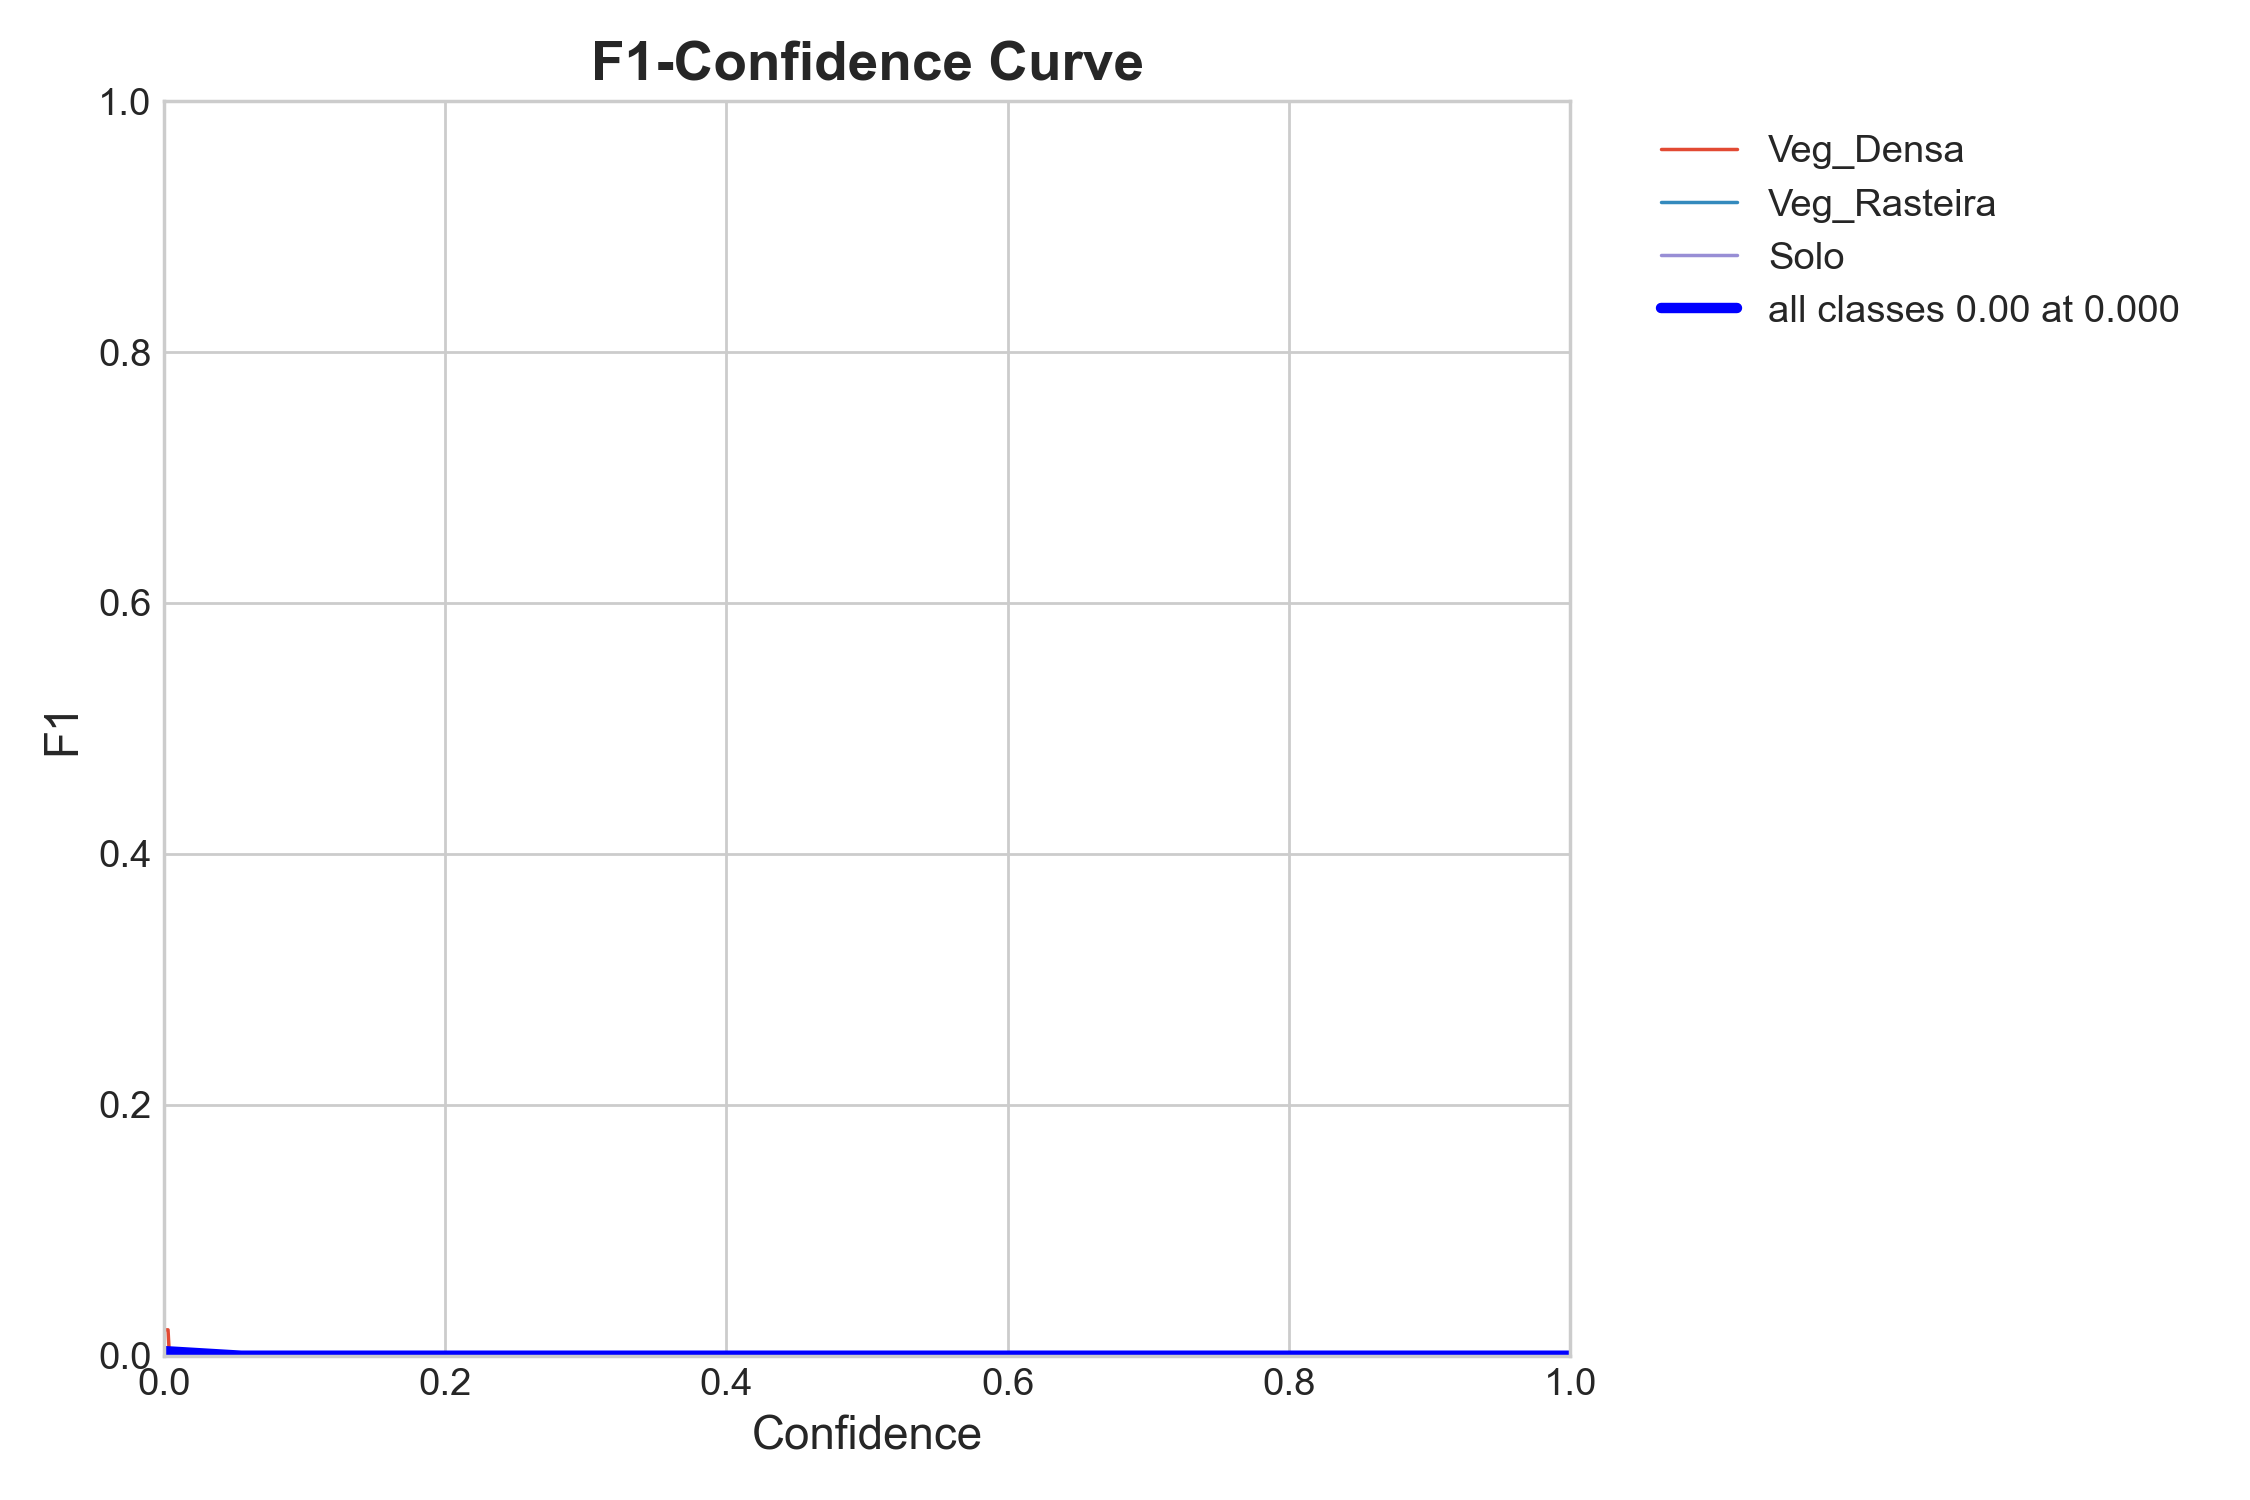 F1-Confidence Curve
1.0
0.8
0.6
0.4
0.2
0.0
F1
0.0 0.2 0.4 0.6 0.8 1.0
Confidence
Veg_Densa
Veg_Rasteira
Solo
all classes 0.00 at 0.000